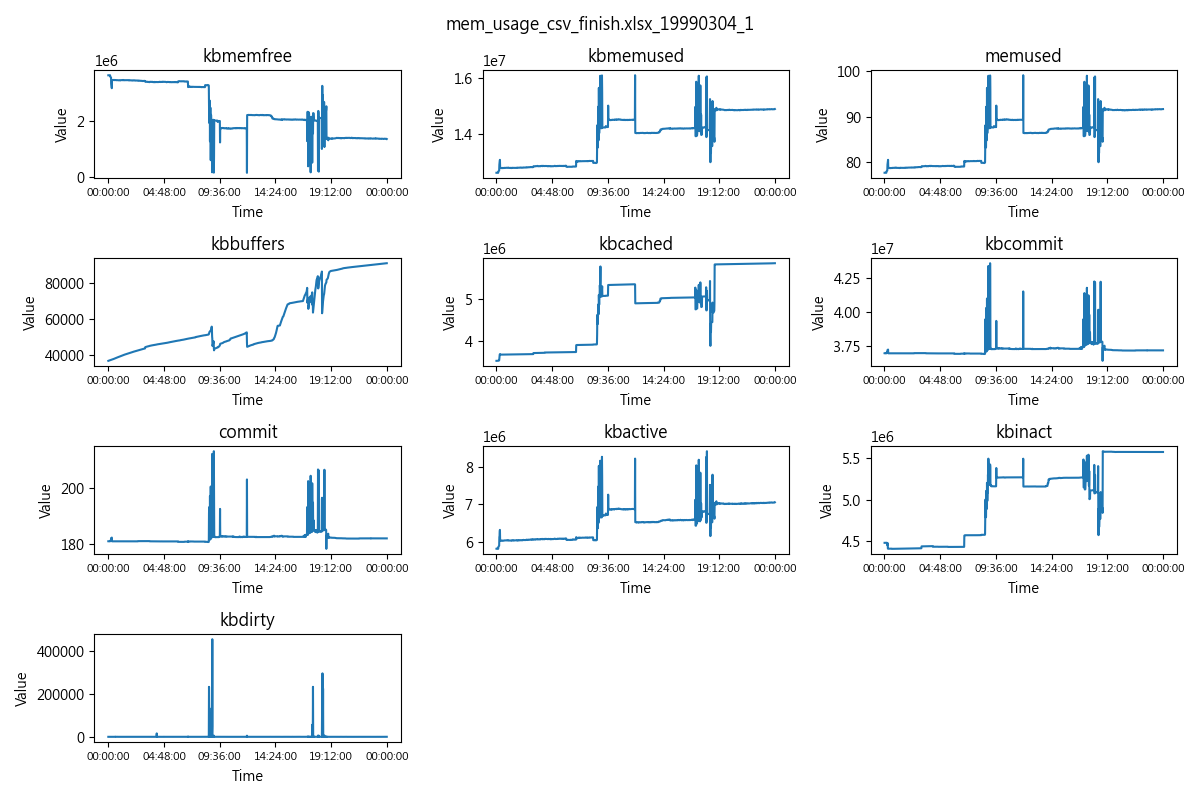 mem_usage_csv_finish.xlsx_19990304_1
kbmemfree
1e6
Value
2
0
00:00:00 04:48:00 09:36:00 14:24:00 19:12:00 00:00:00
Time
kbmemused
1e7
Value
1.6
1.4
00:00:00 04:48:00 09:36:00 14:24:00 19:12:00 00:00:00
Time
memused
Value
100
90
80
00:00:00 04:48:00 09:36:00 14:24:00 19:12:00 00:00:00
Time
kbbuffers
Value
80000
60000
40000
00:00:00 04:48:00 09:36:00 14:24:00 19:12:00 00:00:00
Time
kbcached
1e6
Value
5
4
00:00:00 04:48:00 09:36:00 14:24:00 19:12:00 00:00:00
Time
kbcommit
1e7
Value
4.25
4.00
3.75
00:00:00 04:48:00 09:36:00 14:24:00 19:12:00 00:00:00
Time
commit
Value
200
180
00:00:00 04:48:00 09:36:00 14:24:00 19:12:00 00:00:00
Time
kbactive
1e6
Value
8
7
6
00:00:00 04:48:00 09:36:00 14:24:00 19:12:00 00:00:00
Time
kbinact
1e6
Value
5.5
5.0
4.5
00:00:00 04:48:00 09:36:00 14:24:00 19:12:00 00:00:00
Time
kbdirty
Value
400000
200000
0
00:00:00 04:48:00 09:36:00 14:24:00 19:12:00 00:00:00
Time